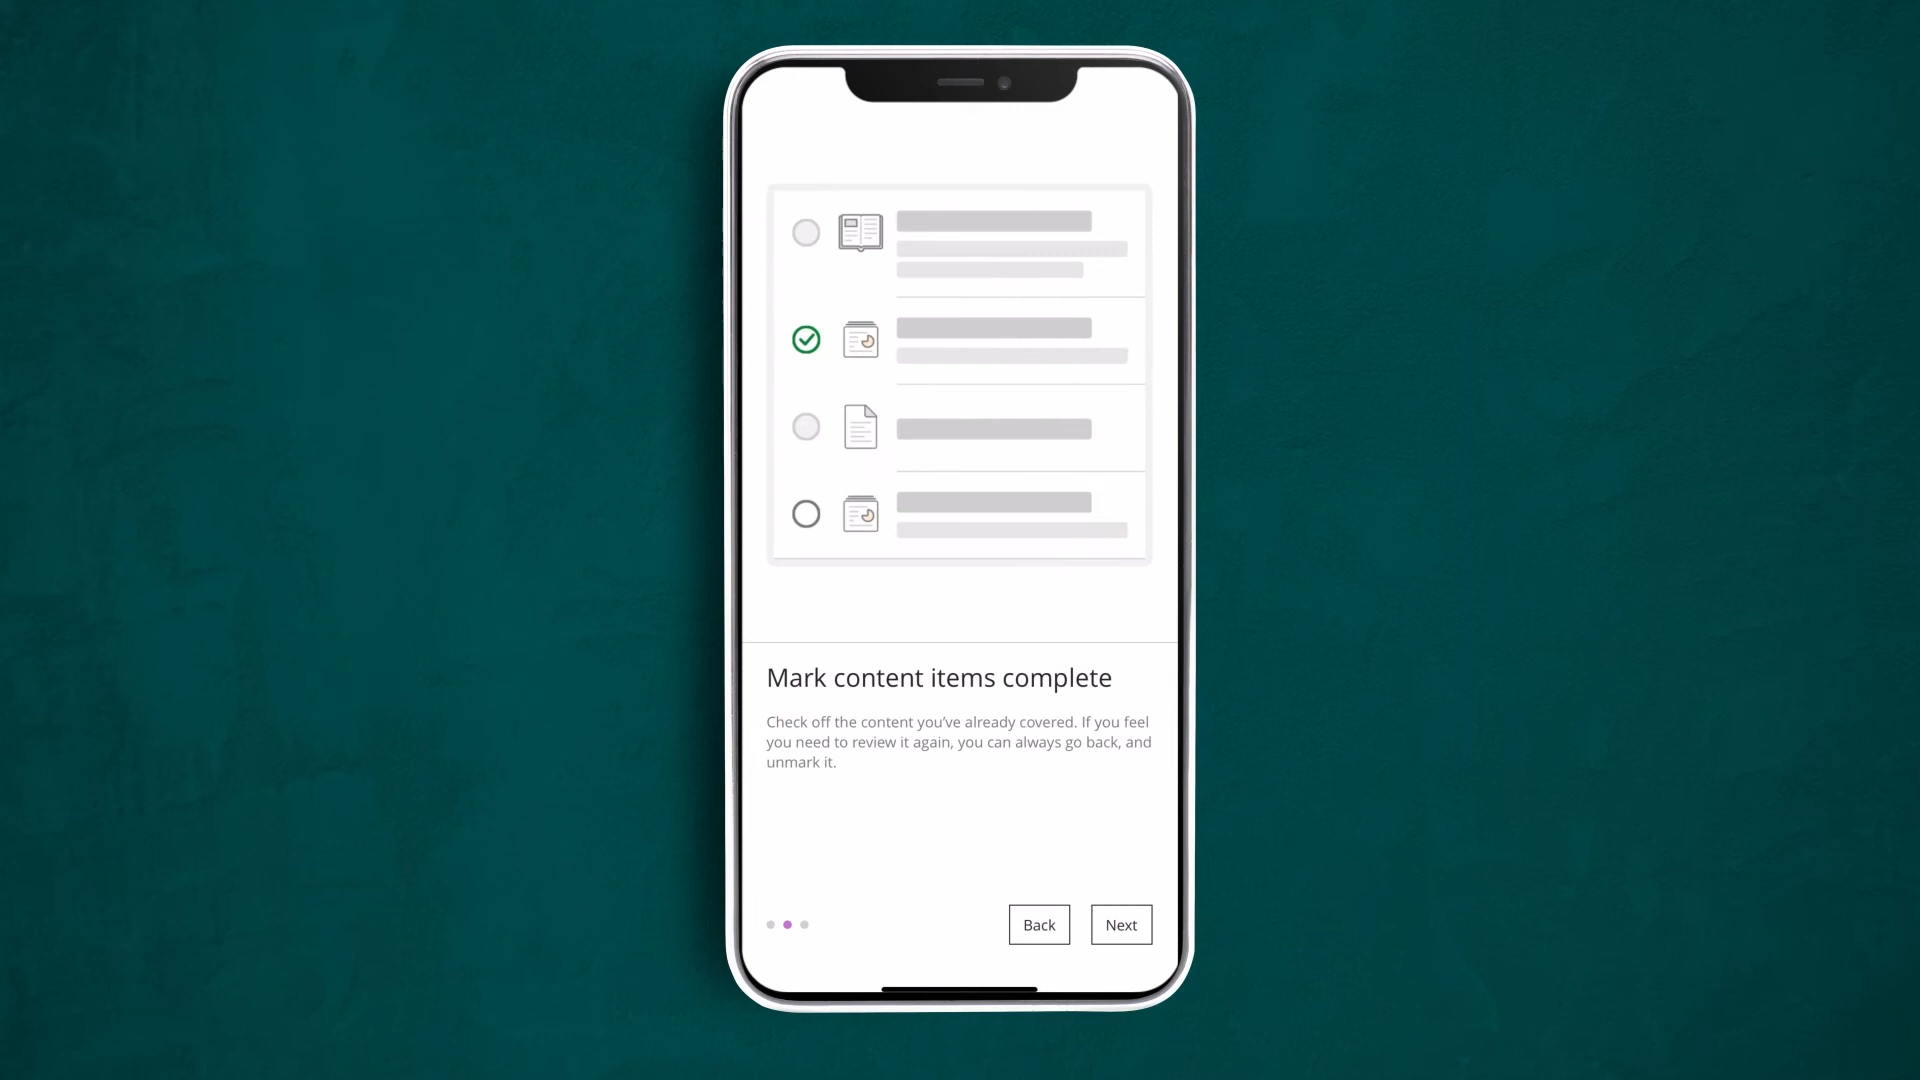 Mark content items complete
Check off the content you’ve already covered. If you feel
you need to review it again, you can always go back, and
unmark it.
Back
Next